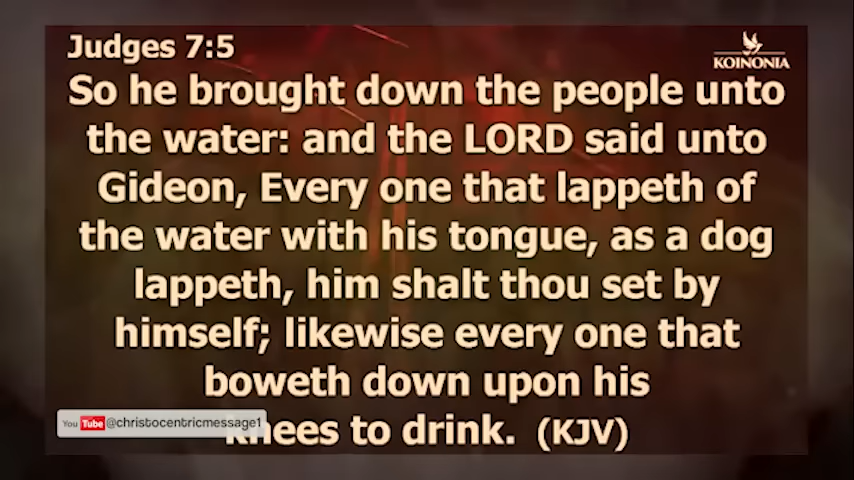 Judges 7:5
KOINONIA
So he brought down the people unto
the water: and the LORD said unto
Gideon, Every one that lappeth of
the water with his tongue, as a dog
lappeth, him shalt thou set by
himself; likewise every one that
boweth down upon his
You Tube @christocentricmessage1
knees to drink. (KJV)